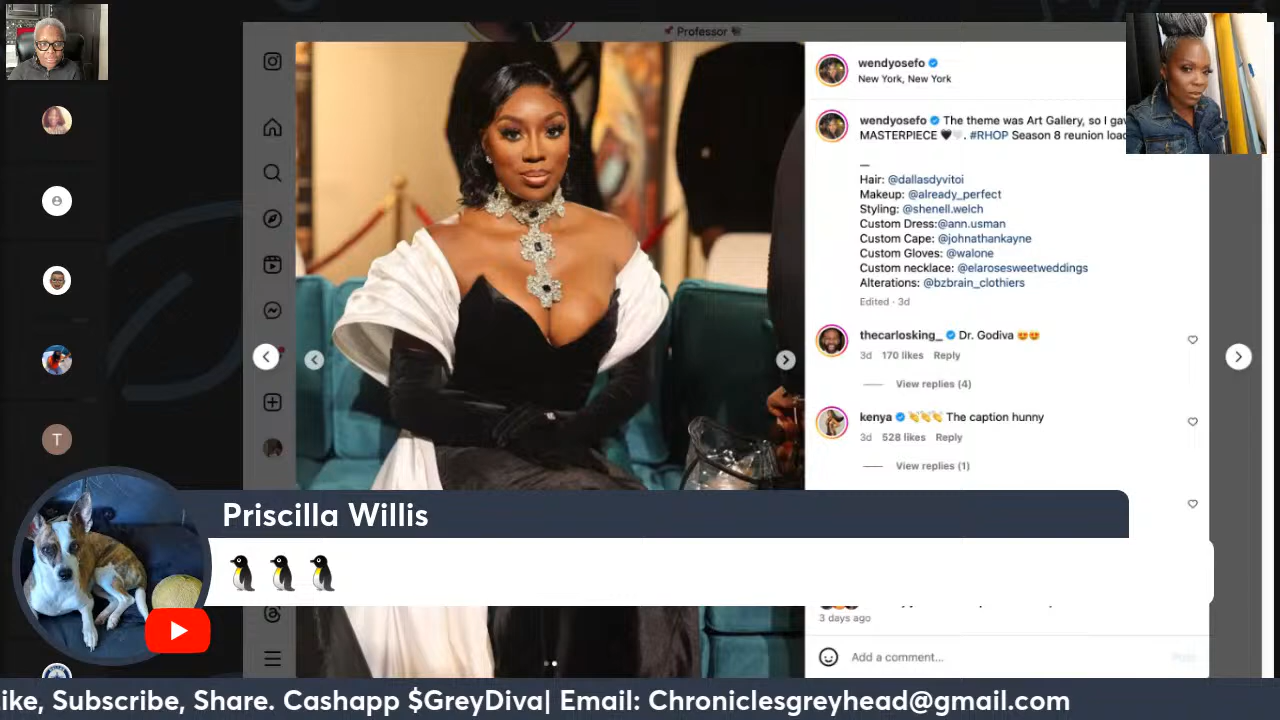 Professor
wendyosefo
New York, New York
wendyosefo The theme was Art Gallery, so I gav
MASTERPIECE 🖤🤍. #RHOP Season 8 reunion load
—
Hair: @dallasdyvitoi
Makeup: @already_perfect
Styling: @shenell.welch
Custom Dress:@ann.usman
Custom Cape: @johnathankayne
Custom Gloves: @walone
Custom necklace: @elarosesweetweddings
Alterations: @bzbrain_clothiers
Edited · 3d
thecarlosking_ Dr. Godiva 😍😍
3d 170 likes Reply
View replies (4)
kenya 👏👏👏 The caption hunny
3d 528 likes Reply
View replies (1)
T
Priscilla Willis
🐧 🐧 🐧
3 days ago
Add a comment...
Post
ike, Subscribe, Share. Cashapp $GreyDiva| Email: Chroniclesgreyhead@gmail.com